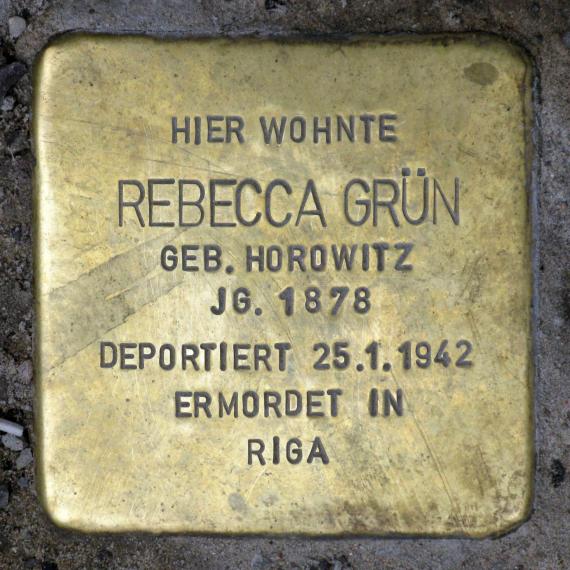 HIER WOHNTE
REBECCA GRÜN
GEB. HOROWITZ
JG. 1878
DEPORTIERT 25.1.1942
ERMORDET IN
RIGA